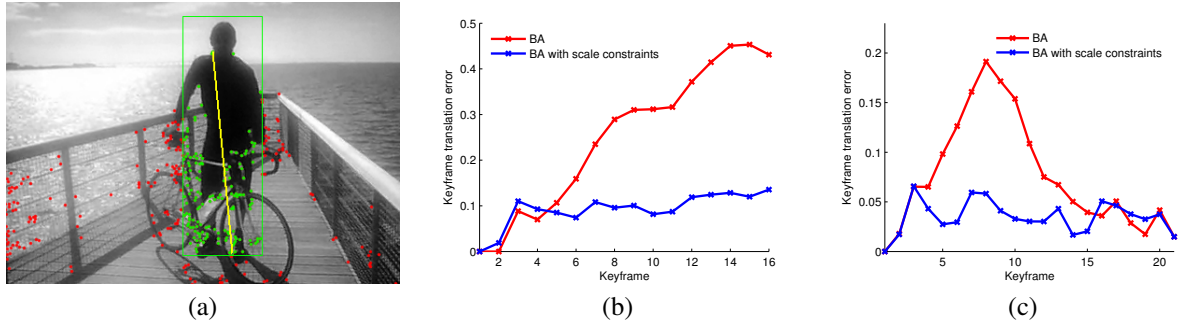 0.5
0.4
0.3
0.2
0.1
0
2 4 6 8 10 12 14 16
Keyframe
Keyframe translation error
BA
BA with scale constraints
0.2
0.15
0.1
0.05
0
5 10 15 20
Keyframe
Keyframe translation error
BA
BA with scale constraints
(a) (b) (c)